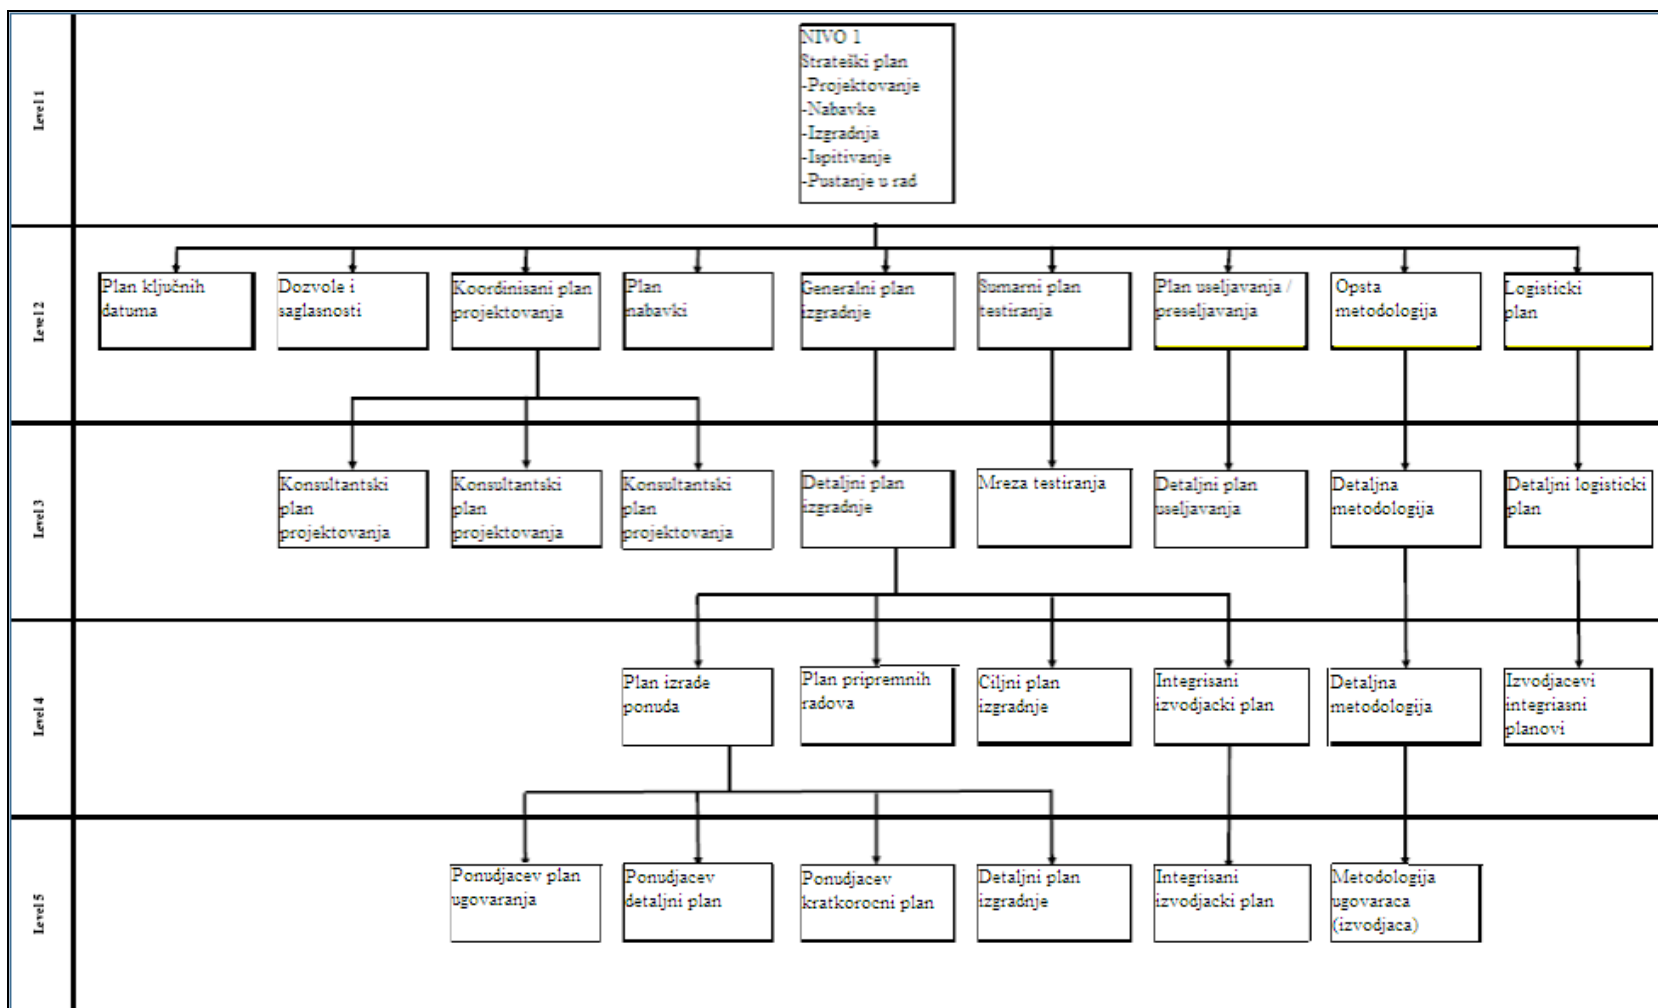 Level 1
NIVO 1
Strateški plan
-Projektovanje
-Nabavke
-Izgradnja
-Ispitivanje
-Pustanje u rad
Level 2
Plan ključnih
datuma
Dozvole i
saglasnosti
Koordinisani plan
projektovanja
Plan
nabavki
Generalni plan
izgradnje
Sumarni plan
testiranja
Plan useljavanja /
preseljavanja
Opsta
metodologija
Logisticki
plan
Level 3
Konsultantski
plan
projektovanja
Konsultantski
plan
projektovanja
Konsultantski
plan
projektovanja
Detaljni plan
izgradnje
Mreza testiranja
Detaljni plan
useljavanja
Detaljna
metodologija
Detaljni logisticki
plan
Level 4
Plan izrade
ponuda
Plan pripremnih
radova
Ciljni plan
izgradnje
Integrisani
izvodjacki plan
Detaljna
metodologija
Izvodjacevi
integriasni
planovi
Level 5
Ponudjacev plan
ugovaranja
Ponudjacev
detaljni plan
Ponudjacev
kratkorocni plan
Detaljni plan
izgradnje
Integrisani
izvodjacki plan
Metodologija
ugovaraca
(izvodjaca)